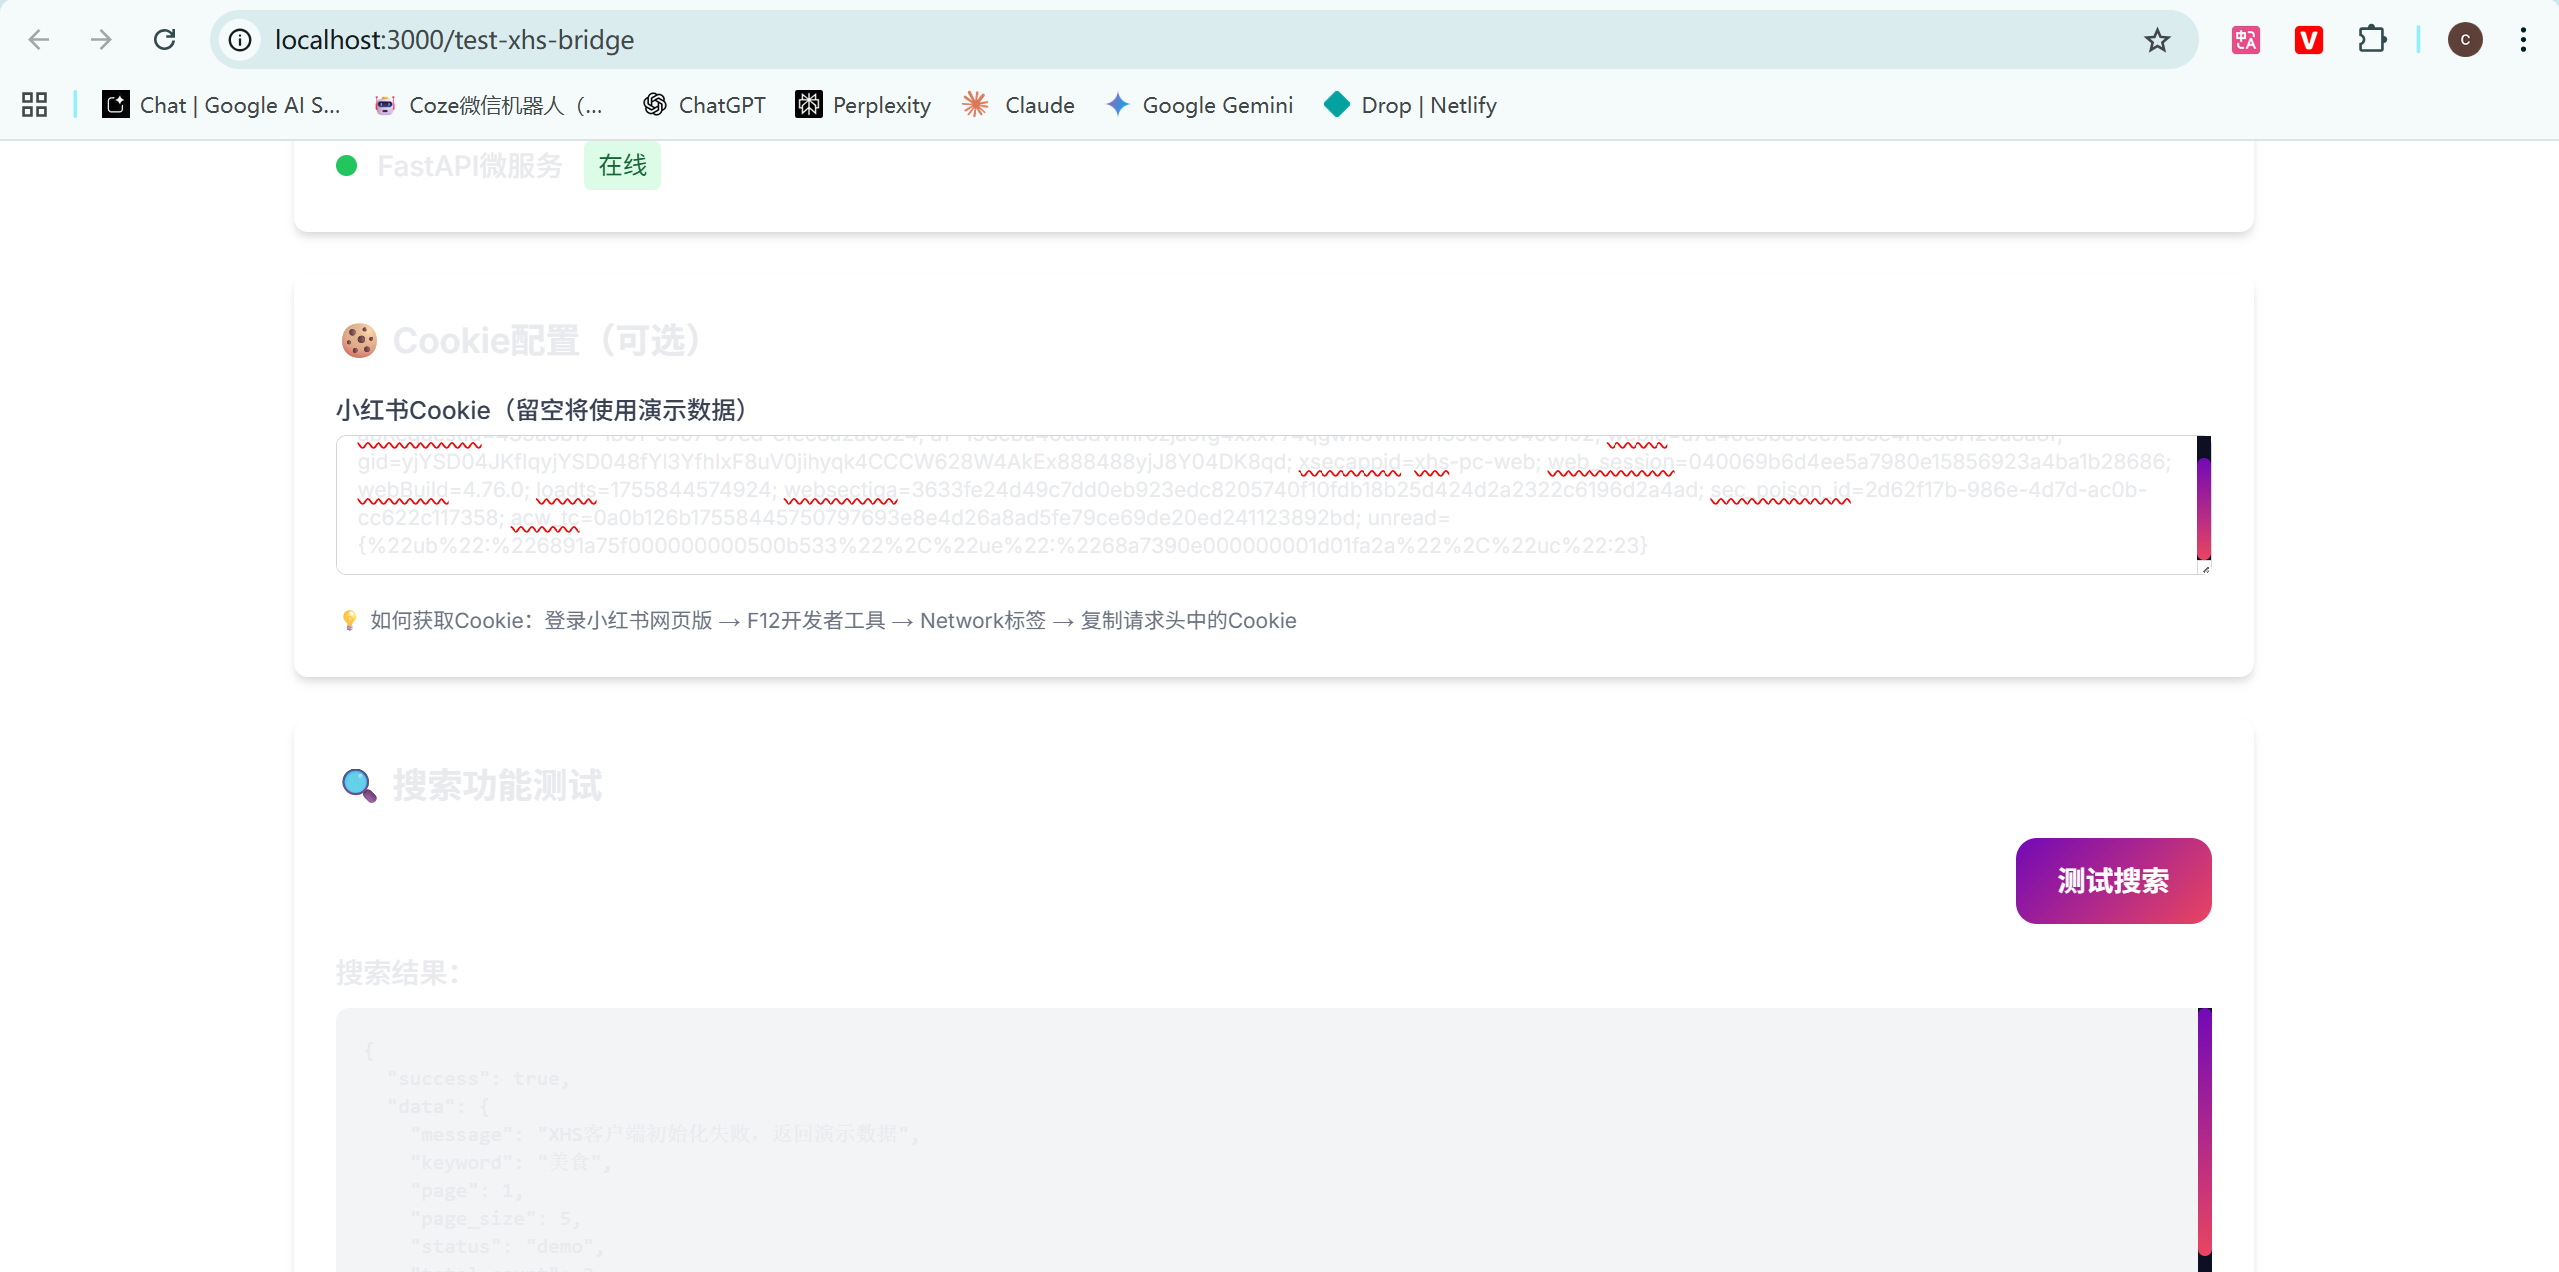 localhost:3000/test-xhs-bridge
中A
V
C
Chat | Google AI S...
Coze微信机器人（...
ChatGPT
Perplexity
Claude
Google Gemini
Drop | Netlify
FastAPI微服务 在线
🍪 Cookie配置（可选）
小红书Cookie（留空将使用演示数据）
gid=yjYSD04JKflqyjYSD048fYl3YfhlxF8uV0jihyqk4CCCW628W4AkEx888488yjJ8Y04DK8qd; xsecappid=xhs-pc-web; web_session=040069b6d4ee5a7980e15856923a4ba1b28686;
webBuild=4.76.0; loadts=1755844574924; websectiga=3633fe24d49c7dd0eb923edc8205740f10fdb18b25d424d2a2322c6196d2a4ad; sec_poison_id=2d62f17b-986e-4d7d-ac0b-
cc622c117358; acw_tc=0a0b126b17558445750797693e8e4d26a8ad5fe79ce69de20ed241123892bd; unread=
{%22ub%22:%226891a75f000000000500b533%22%2C%22ue%22:%2268a7390e000000001d01fa2a%22%2C%22uc%22:23}
💡 如何获取Cookie：登录小红书网页版 → F12开发者工具 → Network标签 → 复制请求头中的Cookie
🔍 搜索功能测试
测试搜索
搜索结果：
{
"success": true,
"data": {
"message": "XHS客户端初始化失败，返回演示数据",
"keyword": "美食",
"page": 1,
"page_size": 5,
"status": "demo",